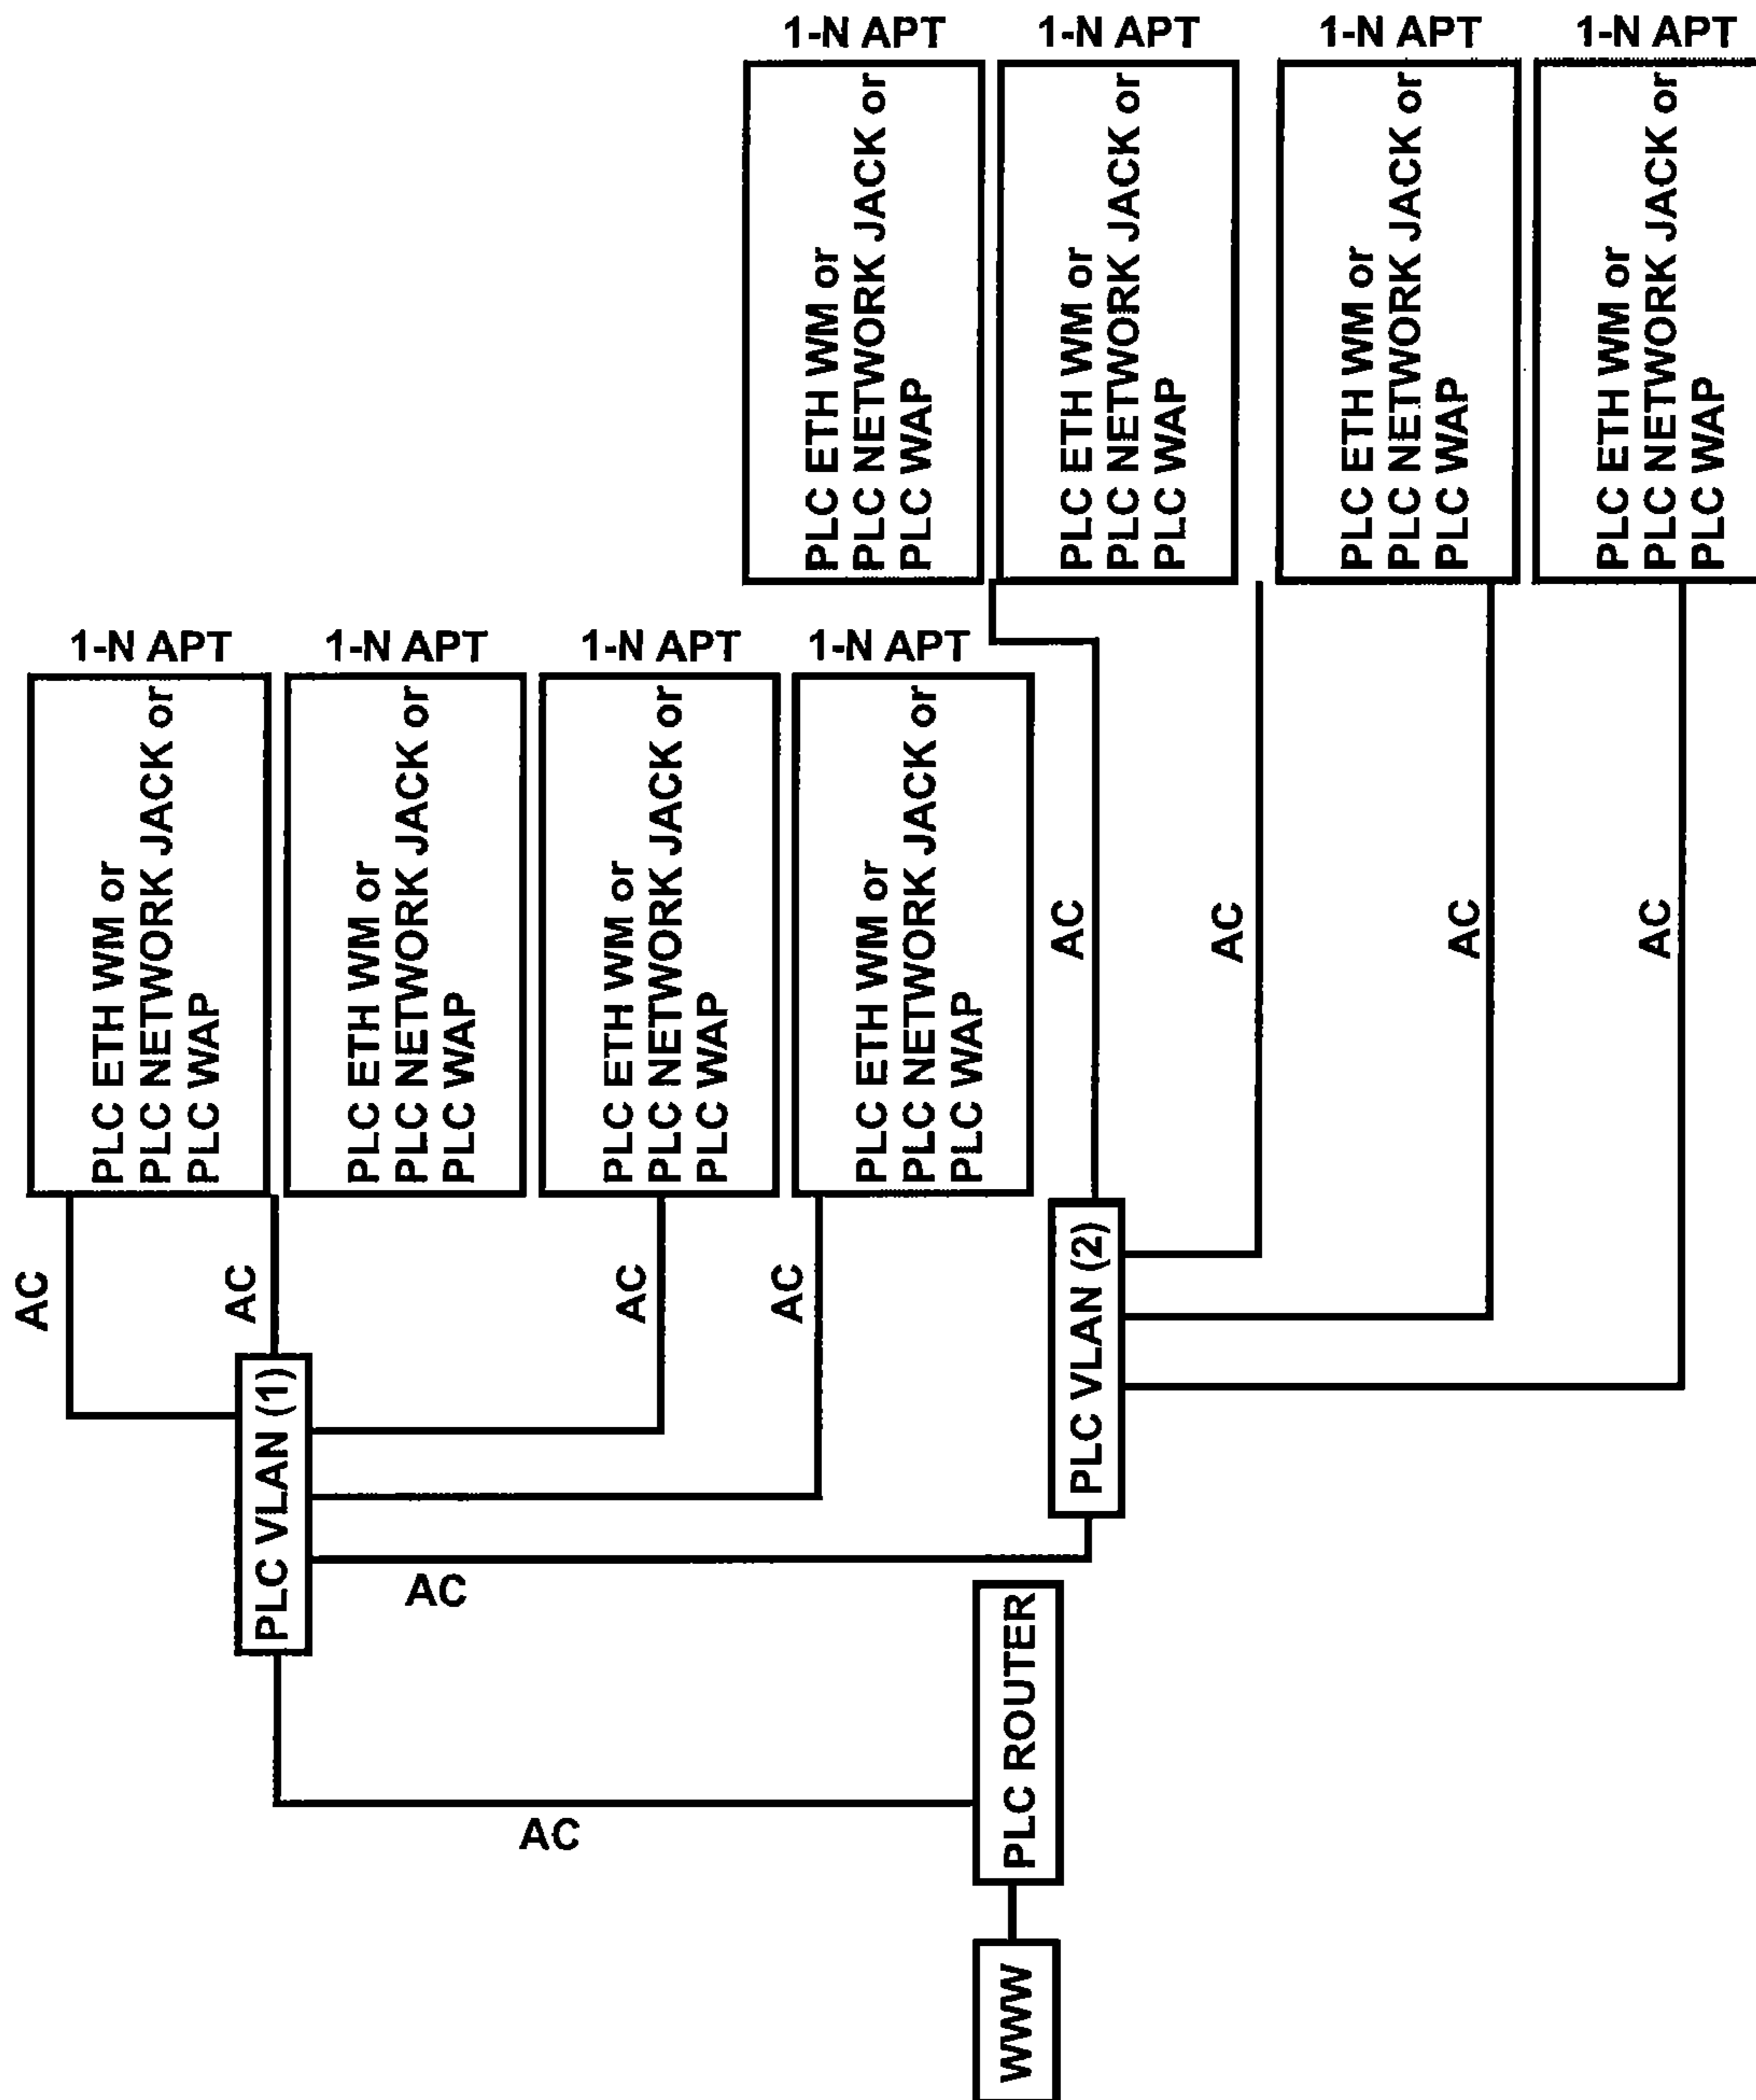 1-N APT
1-N APT
1-N APT
1-N APT
PLC ETH WM or
PLC NETWORK JACK or
PLC WAP
PLC ETH WM or
PLC NETWORK JACK or
PLC WAP
PLC ETH WM or
PLC NETWORK JACK or
PLC WAP
PLC ETH WM or
PLC NETWORK JACK or
PLC WAP
1-N APT
1-N APT
1-N APT
1-N APT
PLC ETH WM or
PLC NETWORK JACK or
PLC WAP
PLC ETH WM or
PLC NETWORK JACK or
PLC WAP
PLC ETH WM or
PLC NETWORK JACK or
PLC WAP
PLC ETH WM or
PLC NETWORK JACK or
PLC WAP
AC
AC
AC
AC
AC
AC
AC
AC
PLC VLAN (1)
PLC VLAN (2)
AC
PLC ROUTER
AC
WWW